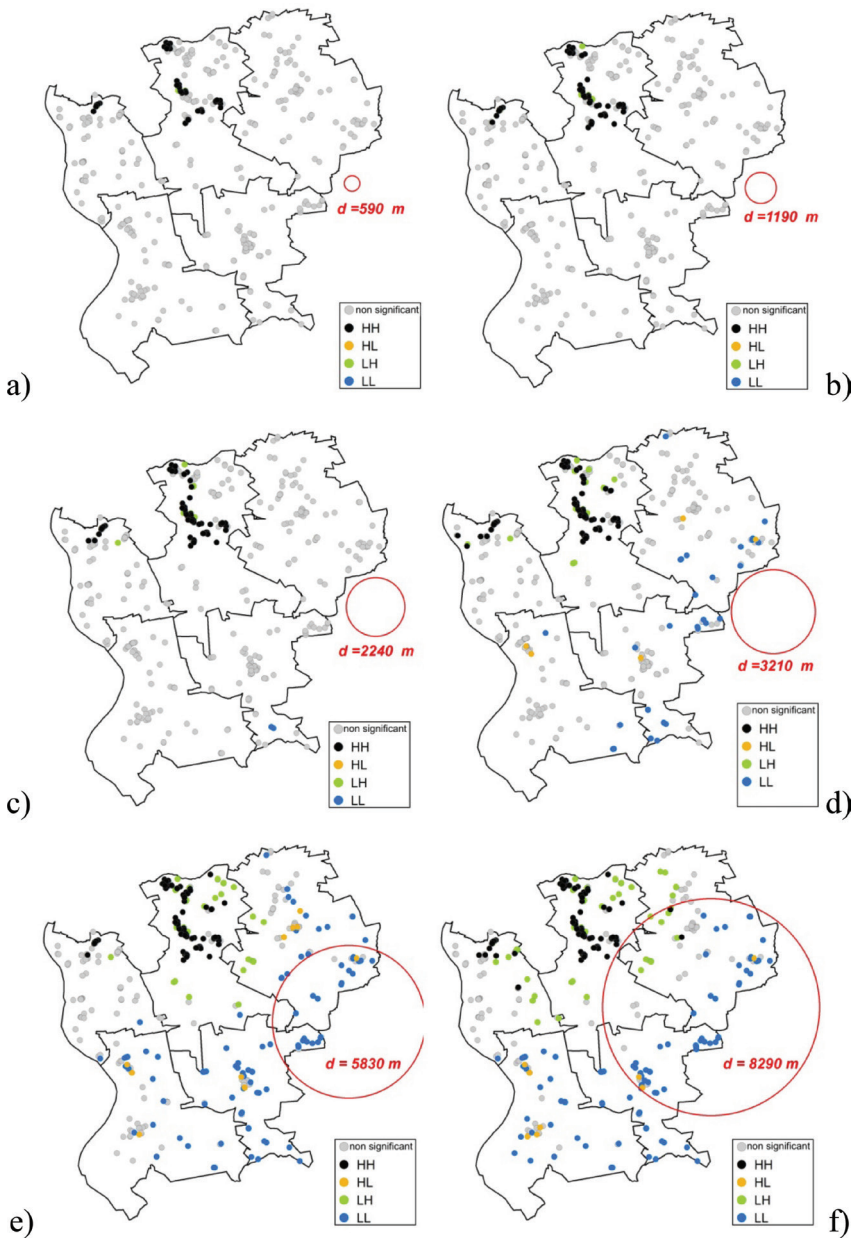 d =590 m
non significant
HH
HL
LH
LL
a)
d =1190 m
non significant
HH
HL
LH
LL
b)
d =2240 m
non significant
HH
HL
LH
LL
c)
d =3210 m
non significant
HH
HL
LH
LL
d)
d = 5830 m
non significant
HH
HL
LH
LL
e)
d = 8290 m
non significant
HH
HL
LH
LL
f)